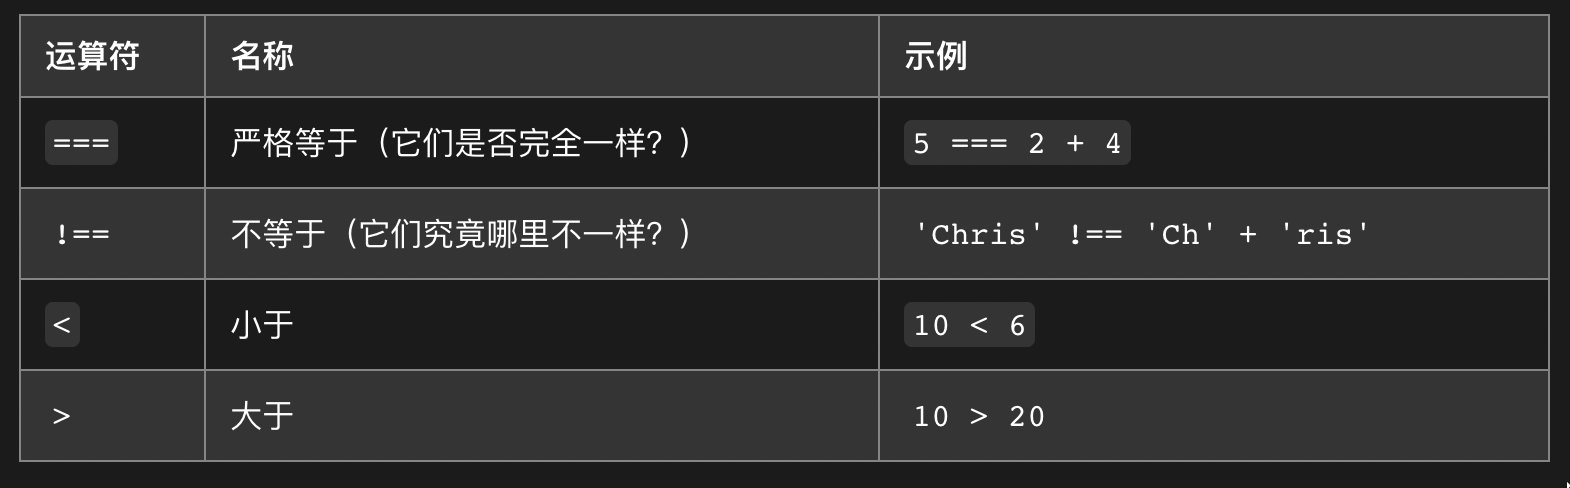 运算符 名称 示例
=== 严格等于（它们是否完全一样？） 5 === 2 + 4
!== 不等于（它们究竟哪里不一样？） 'Chris' !== 'Ch' + 'ris'
< 小于 10 < 6
> 大于 10 > 20